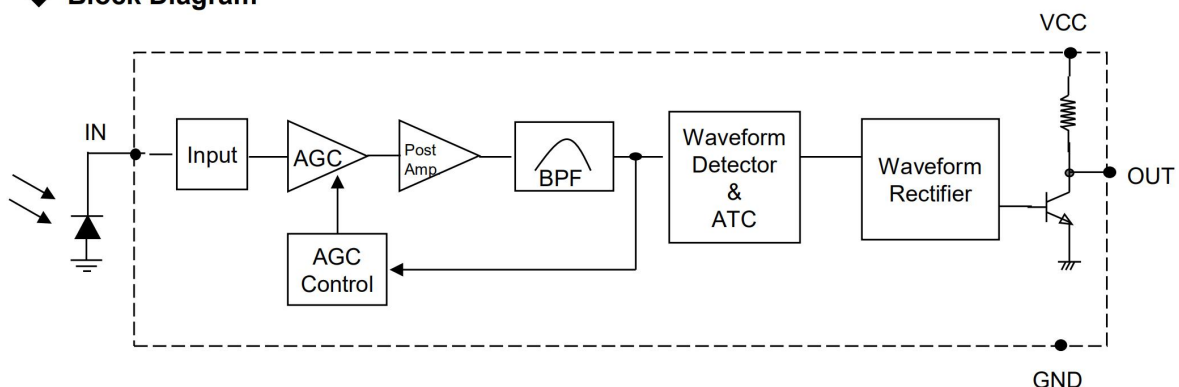 ◆ Block Diagram
VCC
IN
Input
AGC
Post
Amp
BPF
Waveform
Detector
&
ATC
Waveform
Rectifier
OUT
AGC
Control
GND